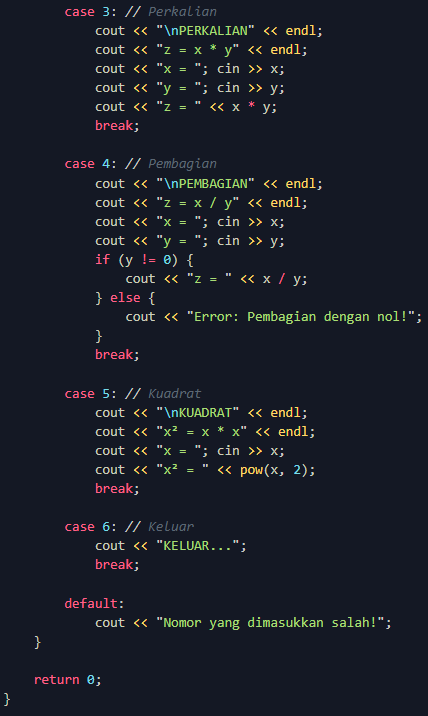 case 3: // Perkalian
            cout << "\nPERKALIAN" << endl;
            cout << "z = x * y" << endl;
            cout << "x = "; cin >> x;
            cout << "y = "; cin >> y;
            cout << "z = " << x * y;
            break;

        case 4: // Pembagian
            cout << "\nPEMBAGIAN" << endl;
            cout << "z = x / y" << endl;
            cout << "x = "; cin >> x;
            cout << "y = "; cin >> y;
            if (y != 0) {
                cout << "z = " << x / y;
            } else {
                cout << "Error: Pembagian dengan nol!";
            }
            break;

        case 5: // Kuadrat
            cout << "\nKUADRAT" << endl;
            cout << "x² = x * x" << endl;
            cout << "x = "; cin >> x;
            cout << "x² = " << pow(x, 2);
            break;

        case 6: // Keluar
            cout << "KELUAR...";
            break;

        default:
            cout << "Nomor yang dimasukkan salah!";
    }

    return 0;
}